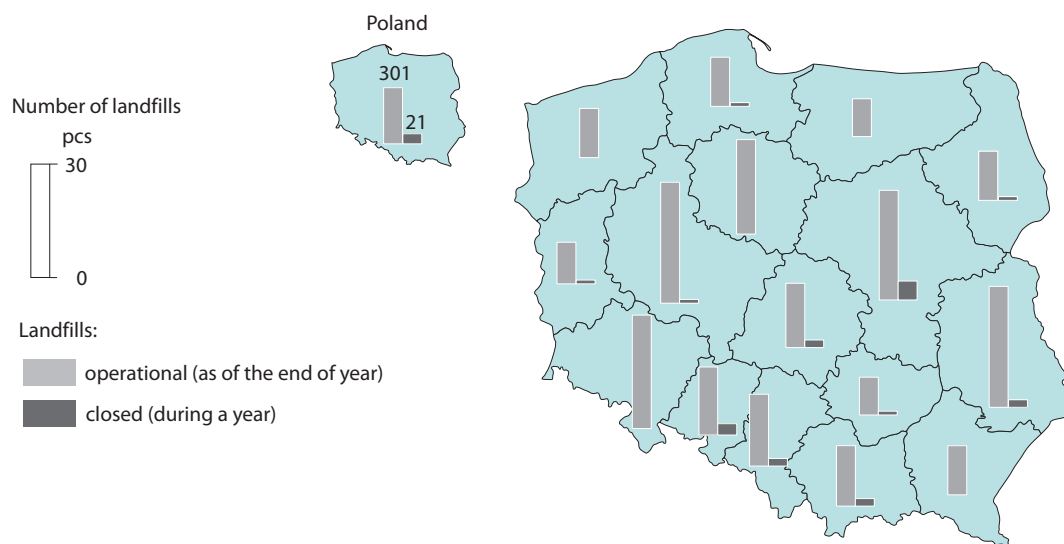 Poland
301
21
Number of landfills
pcs
30
0
Landfills:
operational (as of the end of year)
closed (during a year)